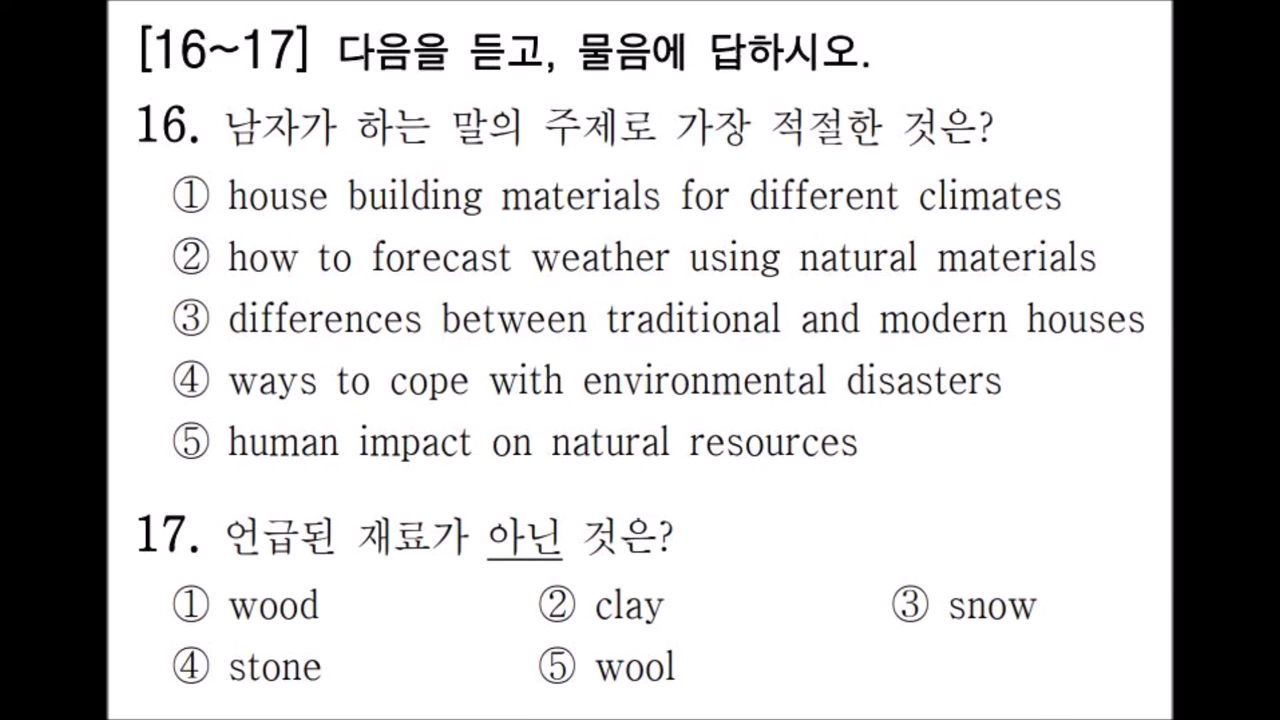 [16~17] 다음을 듣고, 물음에 답하시오.
16. 남자가 하는 말의 주제로 가장 적절한 것은?
① house building materials for different climates
② how to forecast weather using natural materials
③ differences between traditional and modern houses
④ ways to cope with environmental disasters
⑤ human impact on natural resources
17. 언급된 재료가 아닌 것은?
① wood ② clay ③ snow
④ stone ⑤ wool